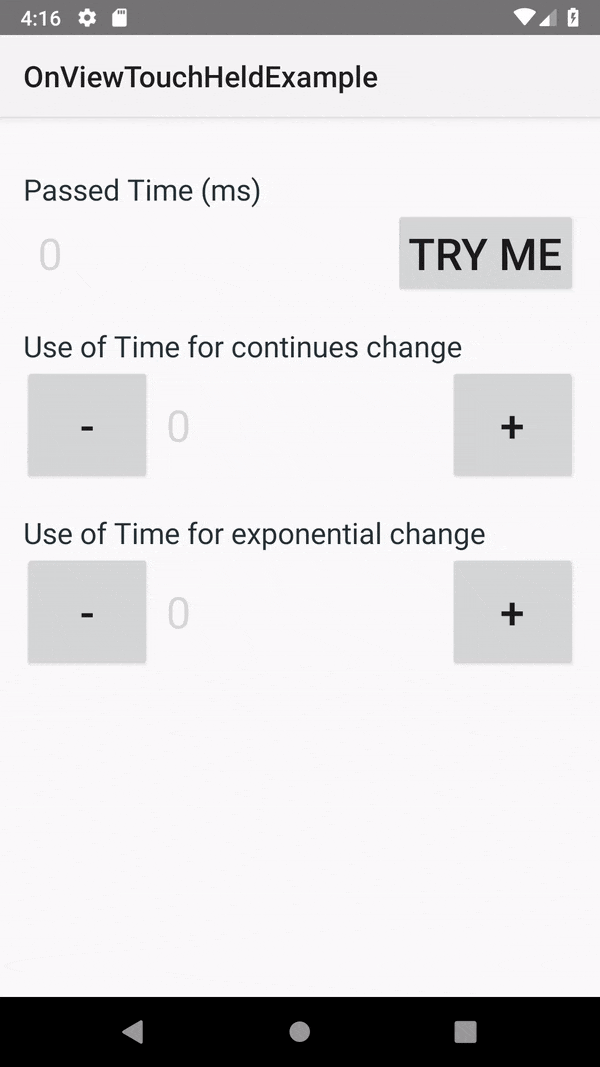 4:16
OnViewTouchHeldExample
Passed Time (ms)
0 TRY ME
Use of Time for continues change
- 0 +
Use of Time for exponential change
- 0 +